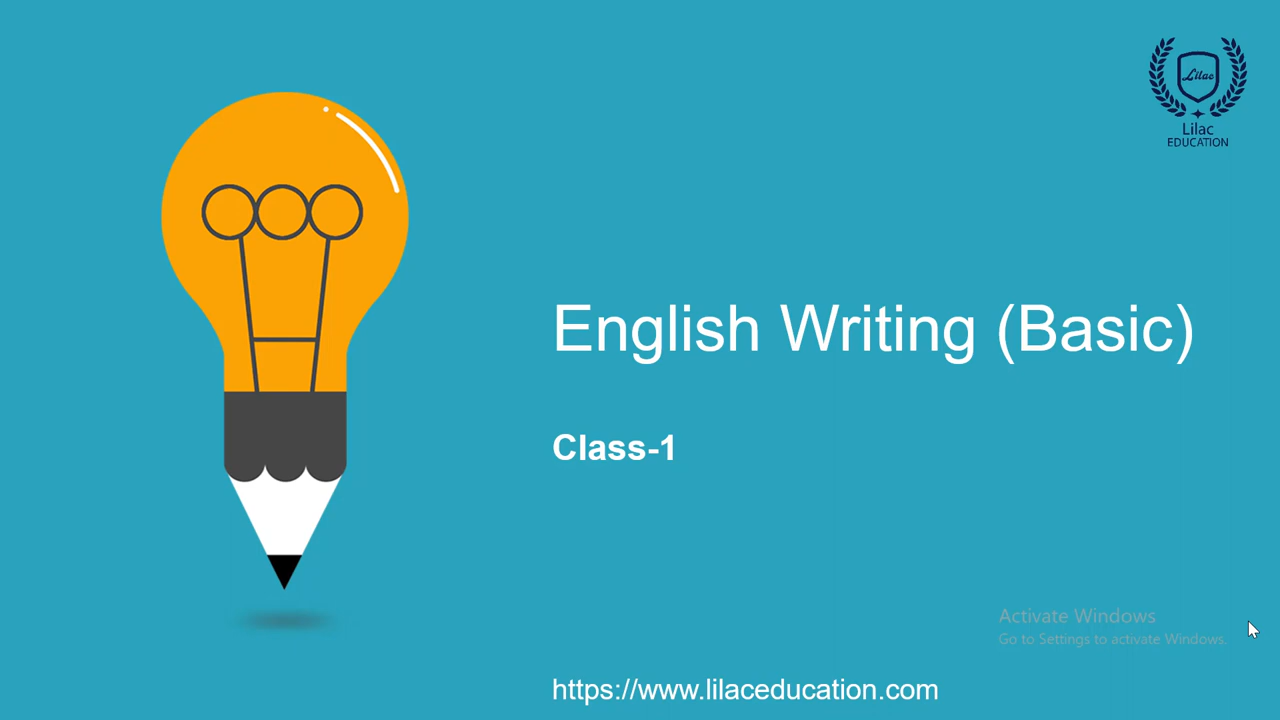 Lilac
Lilac
EDUCATION
English Writing (Basic)
Class-1
Activate Windows
Go to Settings to activate Windows.
https://www.lilaceducation.com